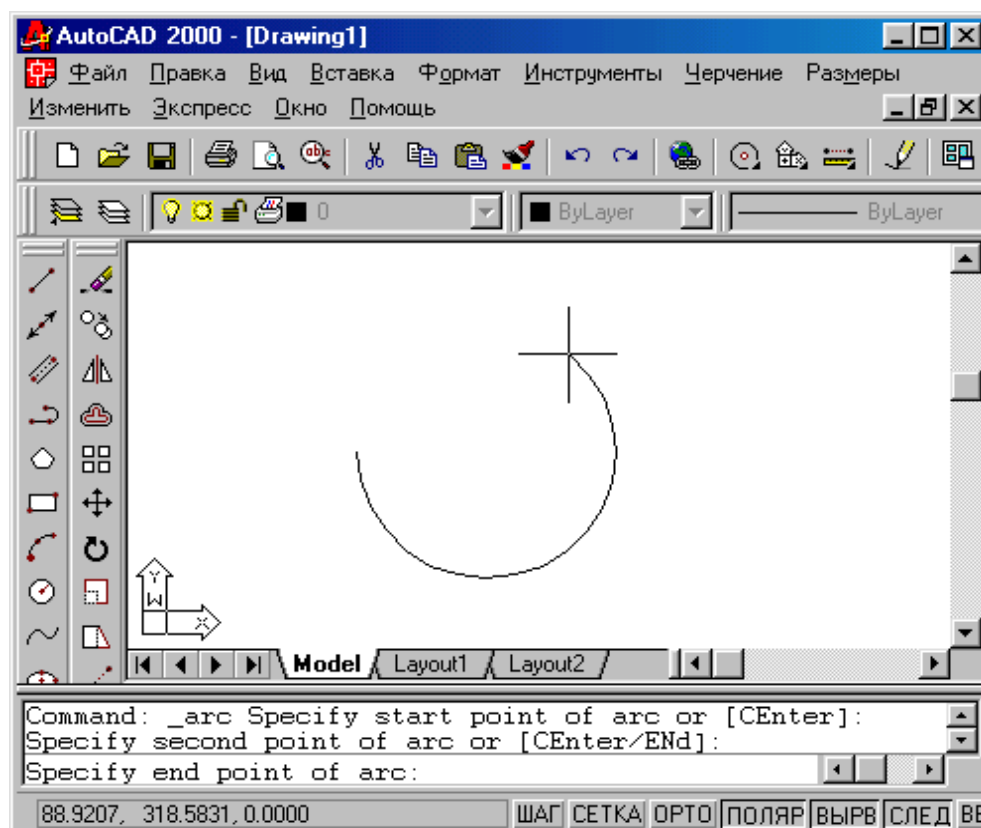 AutoCAD 2000 - [Drawing1]
Файл Правка Вид Вставка Формат Инструменты Черчение Размеры
Изменить Экспресс Окно Помощь
0 ByLayer ByLayer
Y
W
X
Model Layout1 Layout2
Command: _arc Specify start point of arc or [CEnter]:
Specify second point of arc or [CEnter/ENd]:
Specify end point of arc:
88.9207, 318.5831, 0.0000 ШАГ СЕТКА ОРТО ПОЛЯР ВЫРВ СЛЕД